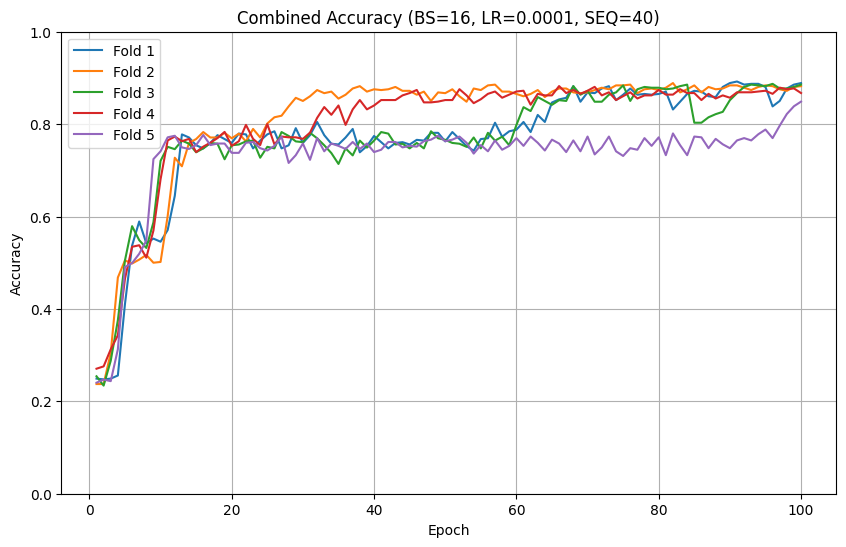 Combined Accuracy (BS=16, LR=0.0001, SEQ=40)
Fold 1
Fold 2
Fold 3
Fold 4
Fold 5
1.0
0.8
0.6
0.4
0.2
0.0
Accuracy
0 20 40 60 80 100
Epoch